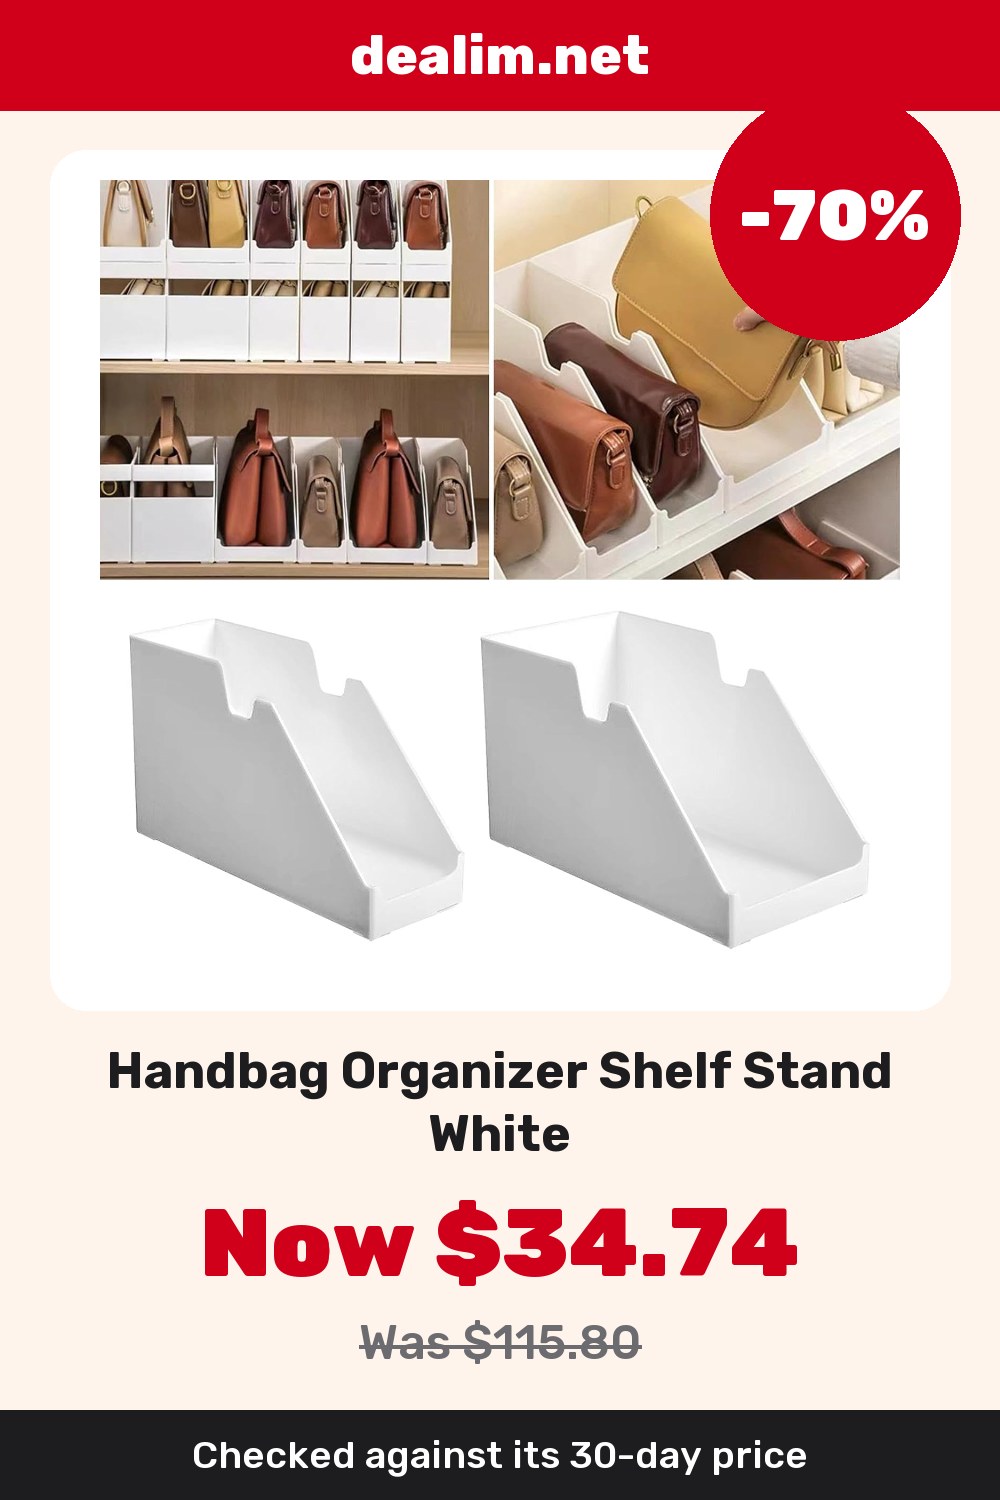 dealim.net
-70%
Handbag Organizer Shelf Stand
White
Now $34.74
Was $115.80
Checked against its 30-day price